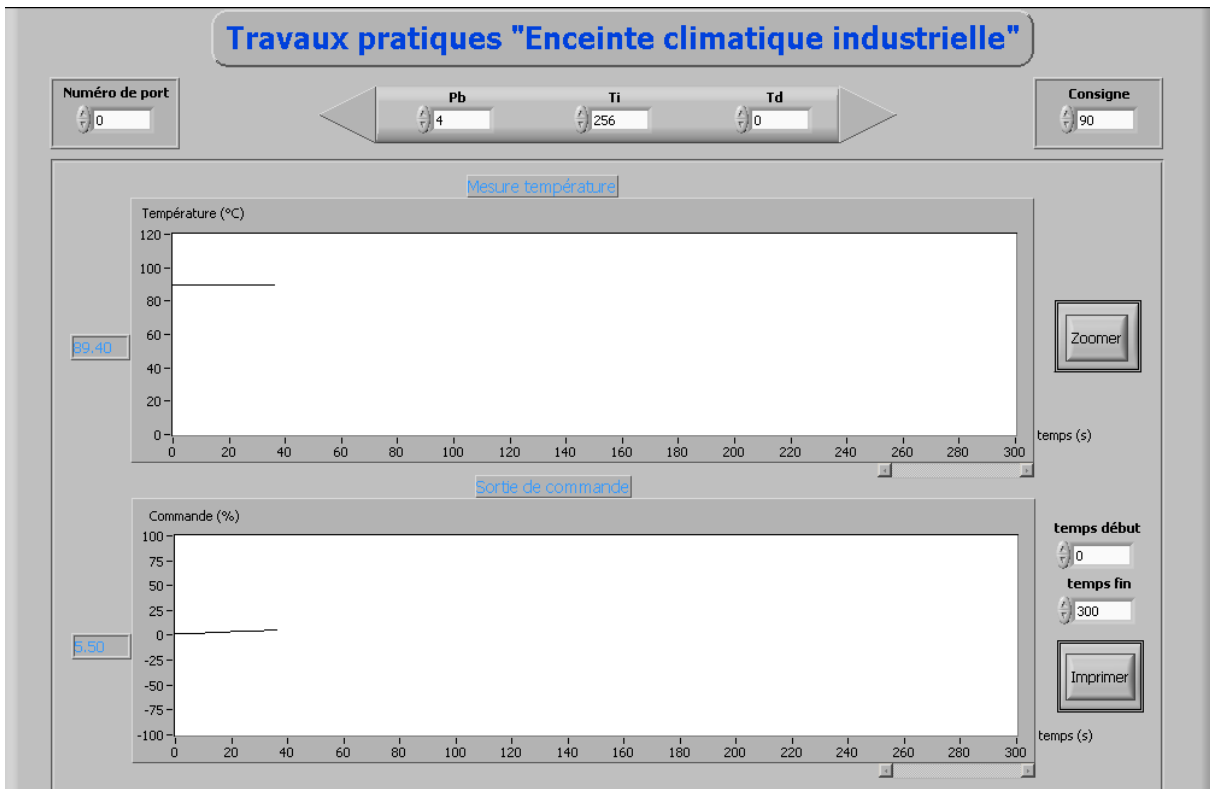 Travaux pratiques "Enceinte climatique industrielle"
Numéro de port
0
Pb
4
Ti
256
Td
0
Consigne
90
Mesure température
Température (°C)
120
100
80
60
40
20
0
0 20 40 60 80 100 120 140 160 180 200 220 240 260 280 300
temps (s)
89.40
Zoomer
Sortie de commande
Commande (%)
100
75
50
25
0
-25
-50
-75
-100
0 20 40 60 80 100 120 140 160 180 200 220 240 260 280 300
temps (s)
5.50
temps début
0
temps fin
300
Imprimer